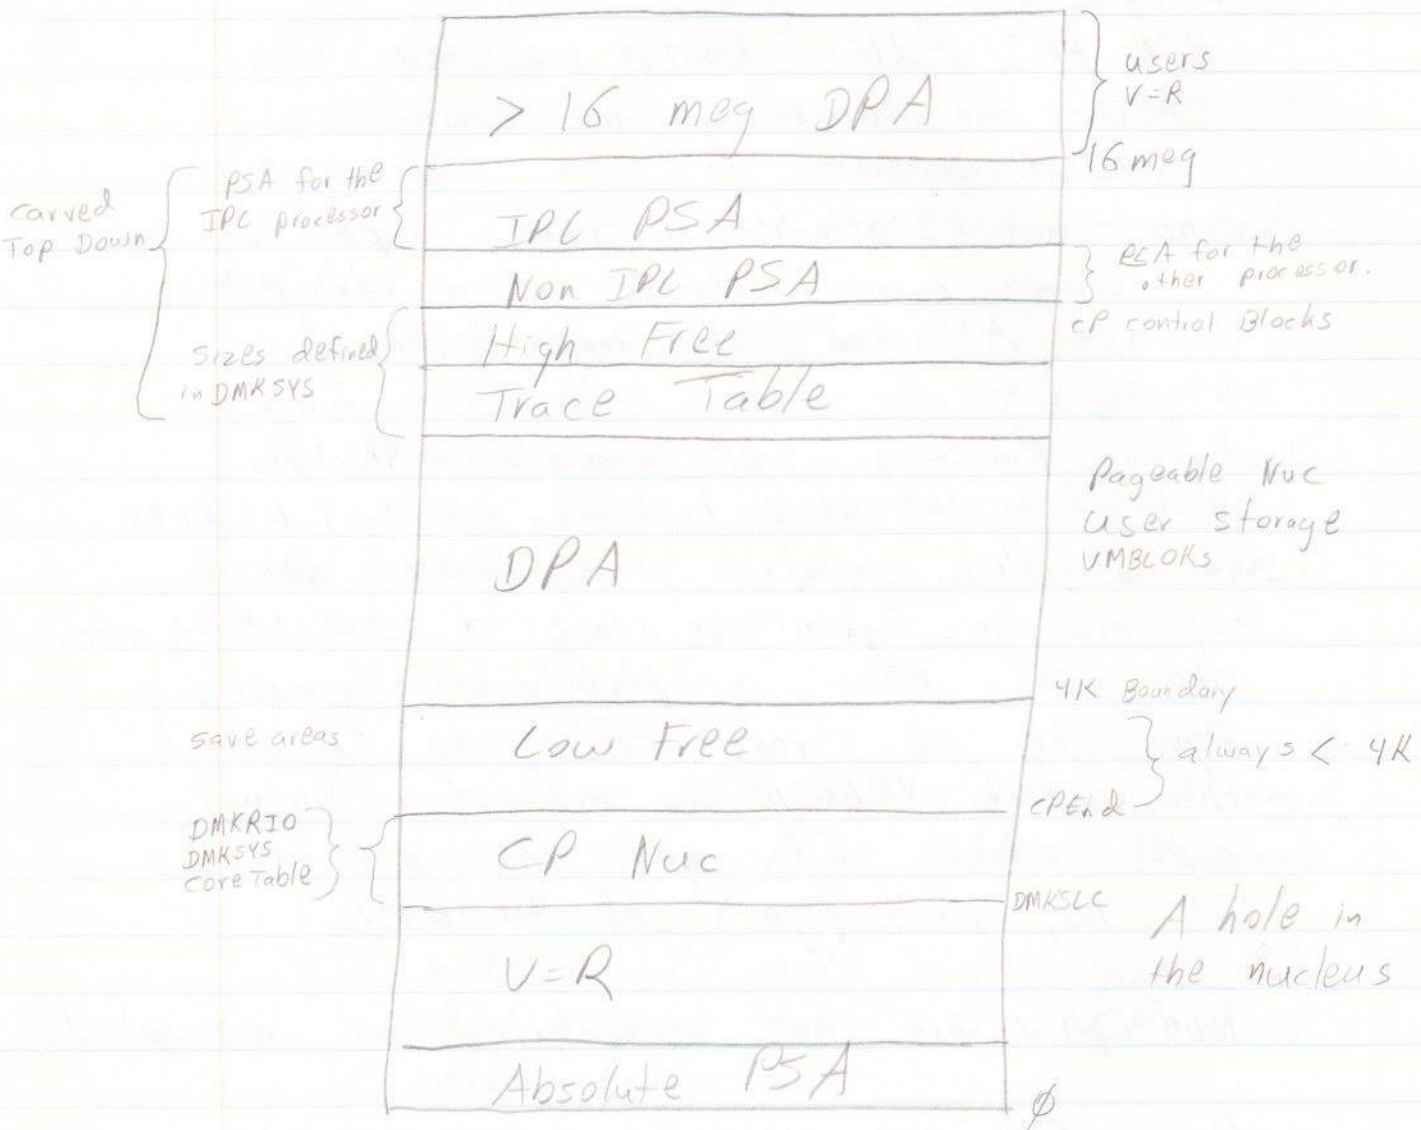 > 16 meg DPA
users
V=R
16 meg
Carved
Top Down
PSA for the
IPL processor
IPL PSA
Non IPL PSA
PSA for the
other processor.
CP control Blocks
Sizes defined
in DMKSYS
High Free
Trace Table
DPA
Pageable Nuc
user storage
VMBLOKs
4K Boundary
save areas
Low Free
always < 4K
CPEnd
DMKRIO
DMKSYS
CoreTable
CP Nuc
DMKSLC
A hole in
the nucleus
V=R
Absolute PSA
Ø